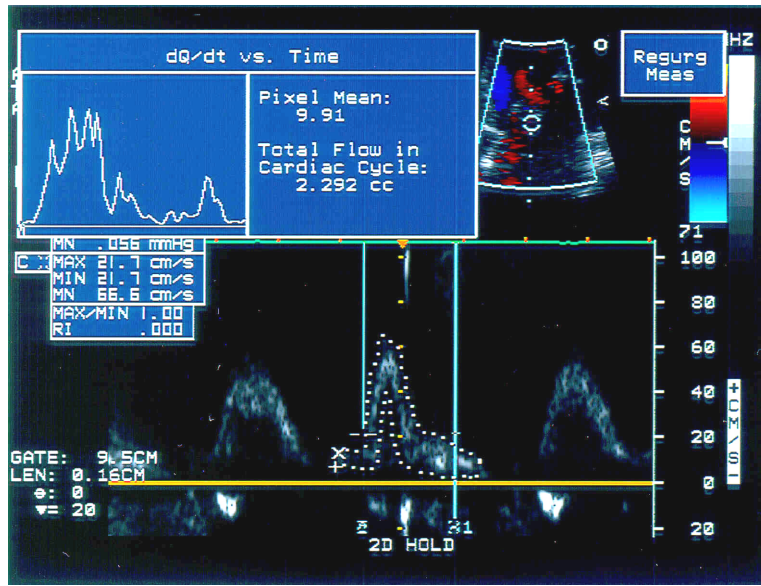 dQ/dt vs. Time
Pixel Mean:
9.91
Total Flow in
Cardiac Cycle:
2.292 cc
Regurg
Meas
HZ
CM/S
71
MN .056 mmHg
MAX 21.7 cm/s
MIN 21.7 cm/s
MN 66.6 cm/s
MAX/MIN 1.00
RI .000
C
100
80
60
40
20
0
20
+CM/S-
GATE: 9.5CM
LEN: 0.16CM
θ: 0
▼= 20
2D HOLD